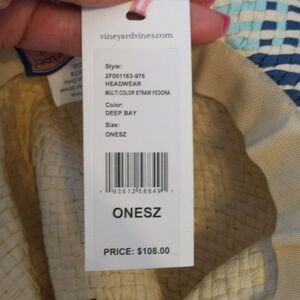 vineyardvines.com
Style:
2F001163-976
HEADWEAR
MULTI COLOR STRAW FEDORA
Color:
DEEP BAY
Size:
ONESZ
ONESZ
PRICE: $108.00